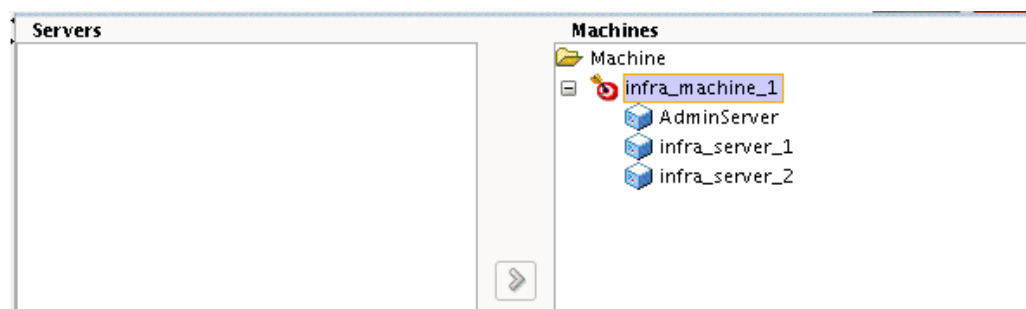 Servers
Machines
Machine
infra_machine_1
AdminServer
infra_server_1
infra_server_2